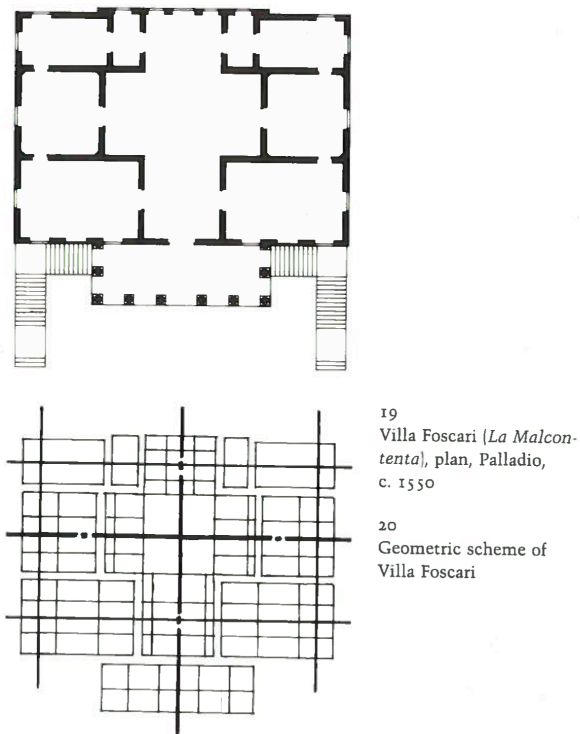 19
Villa Foscari (La Malcon-
tenta), plan, Palladio,
c. 1550
20
Geometric scheme of
Villa Foscari